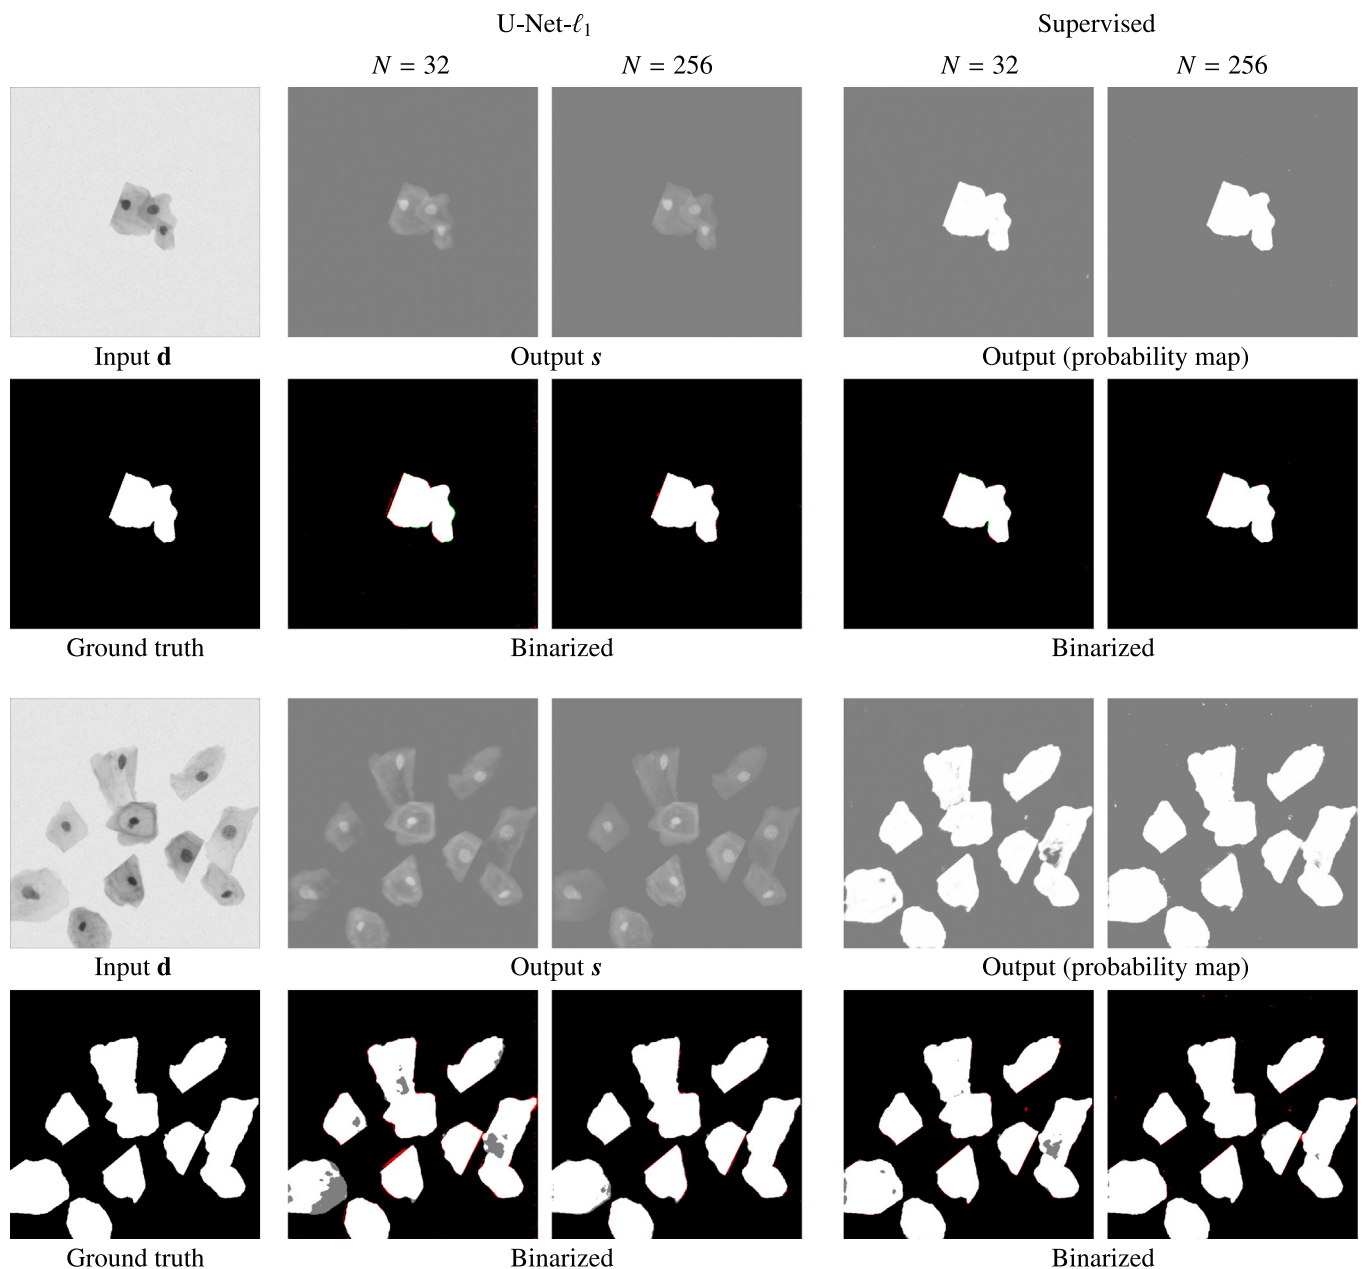 U-Net-ℓ1 Supervised
N = 32 N = 256 N = 32 N = 256
Input d Output s Output (probability map)
Ground truth Binarized Binarized
Input d Output s Output (probability map)
Ground truth Binarized Binarized